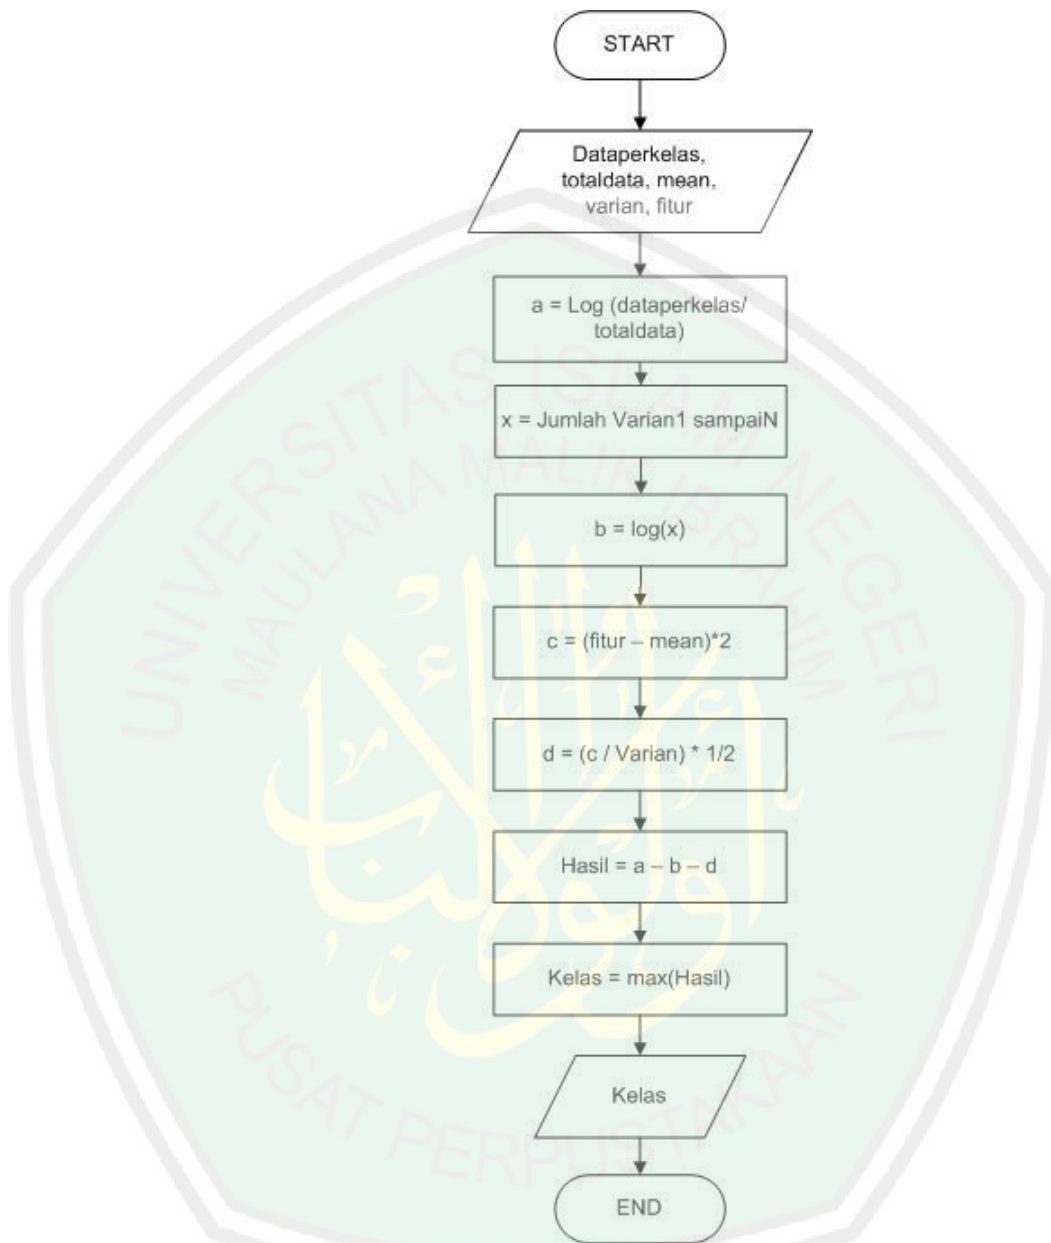 START
Dataperkelas,
totaldata, mean,
varian, fitur
a = Log (dataperkelas/
totaldata)
x = Jumlah Varian1 sampaiN
b = log(x)
c = (fitur – mean)*2
d = (c / Varian) * 1/2
Hasil = a – b – d
Kelas = max(Hasil)
Kelas
END
UNIVERSITAS ISLAM NEGERI
MAULANA MALIK IBRAHIM
PUSAT PERPUSTAKAAN